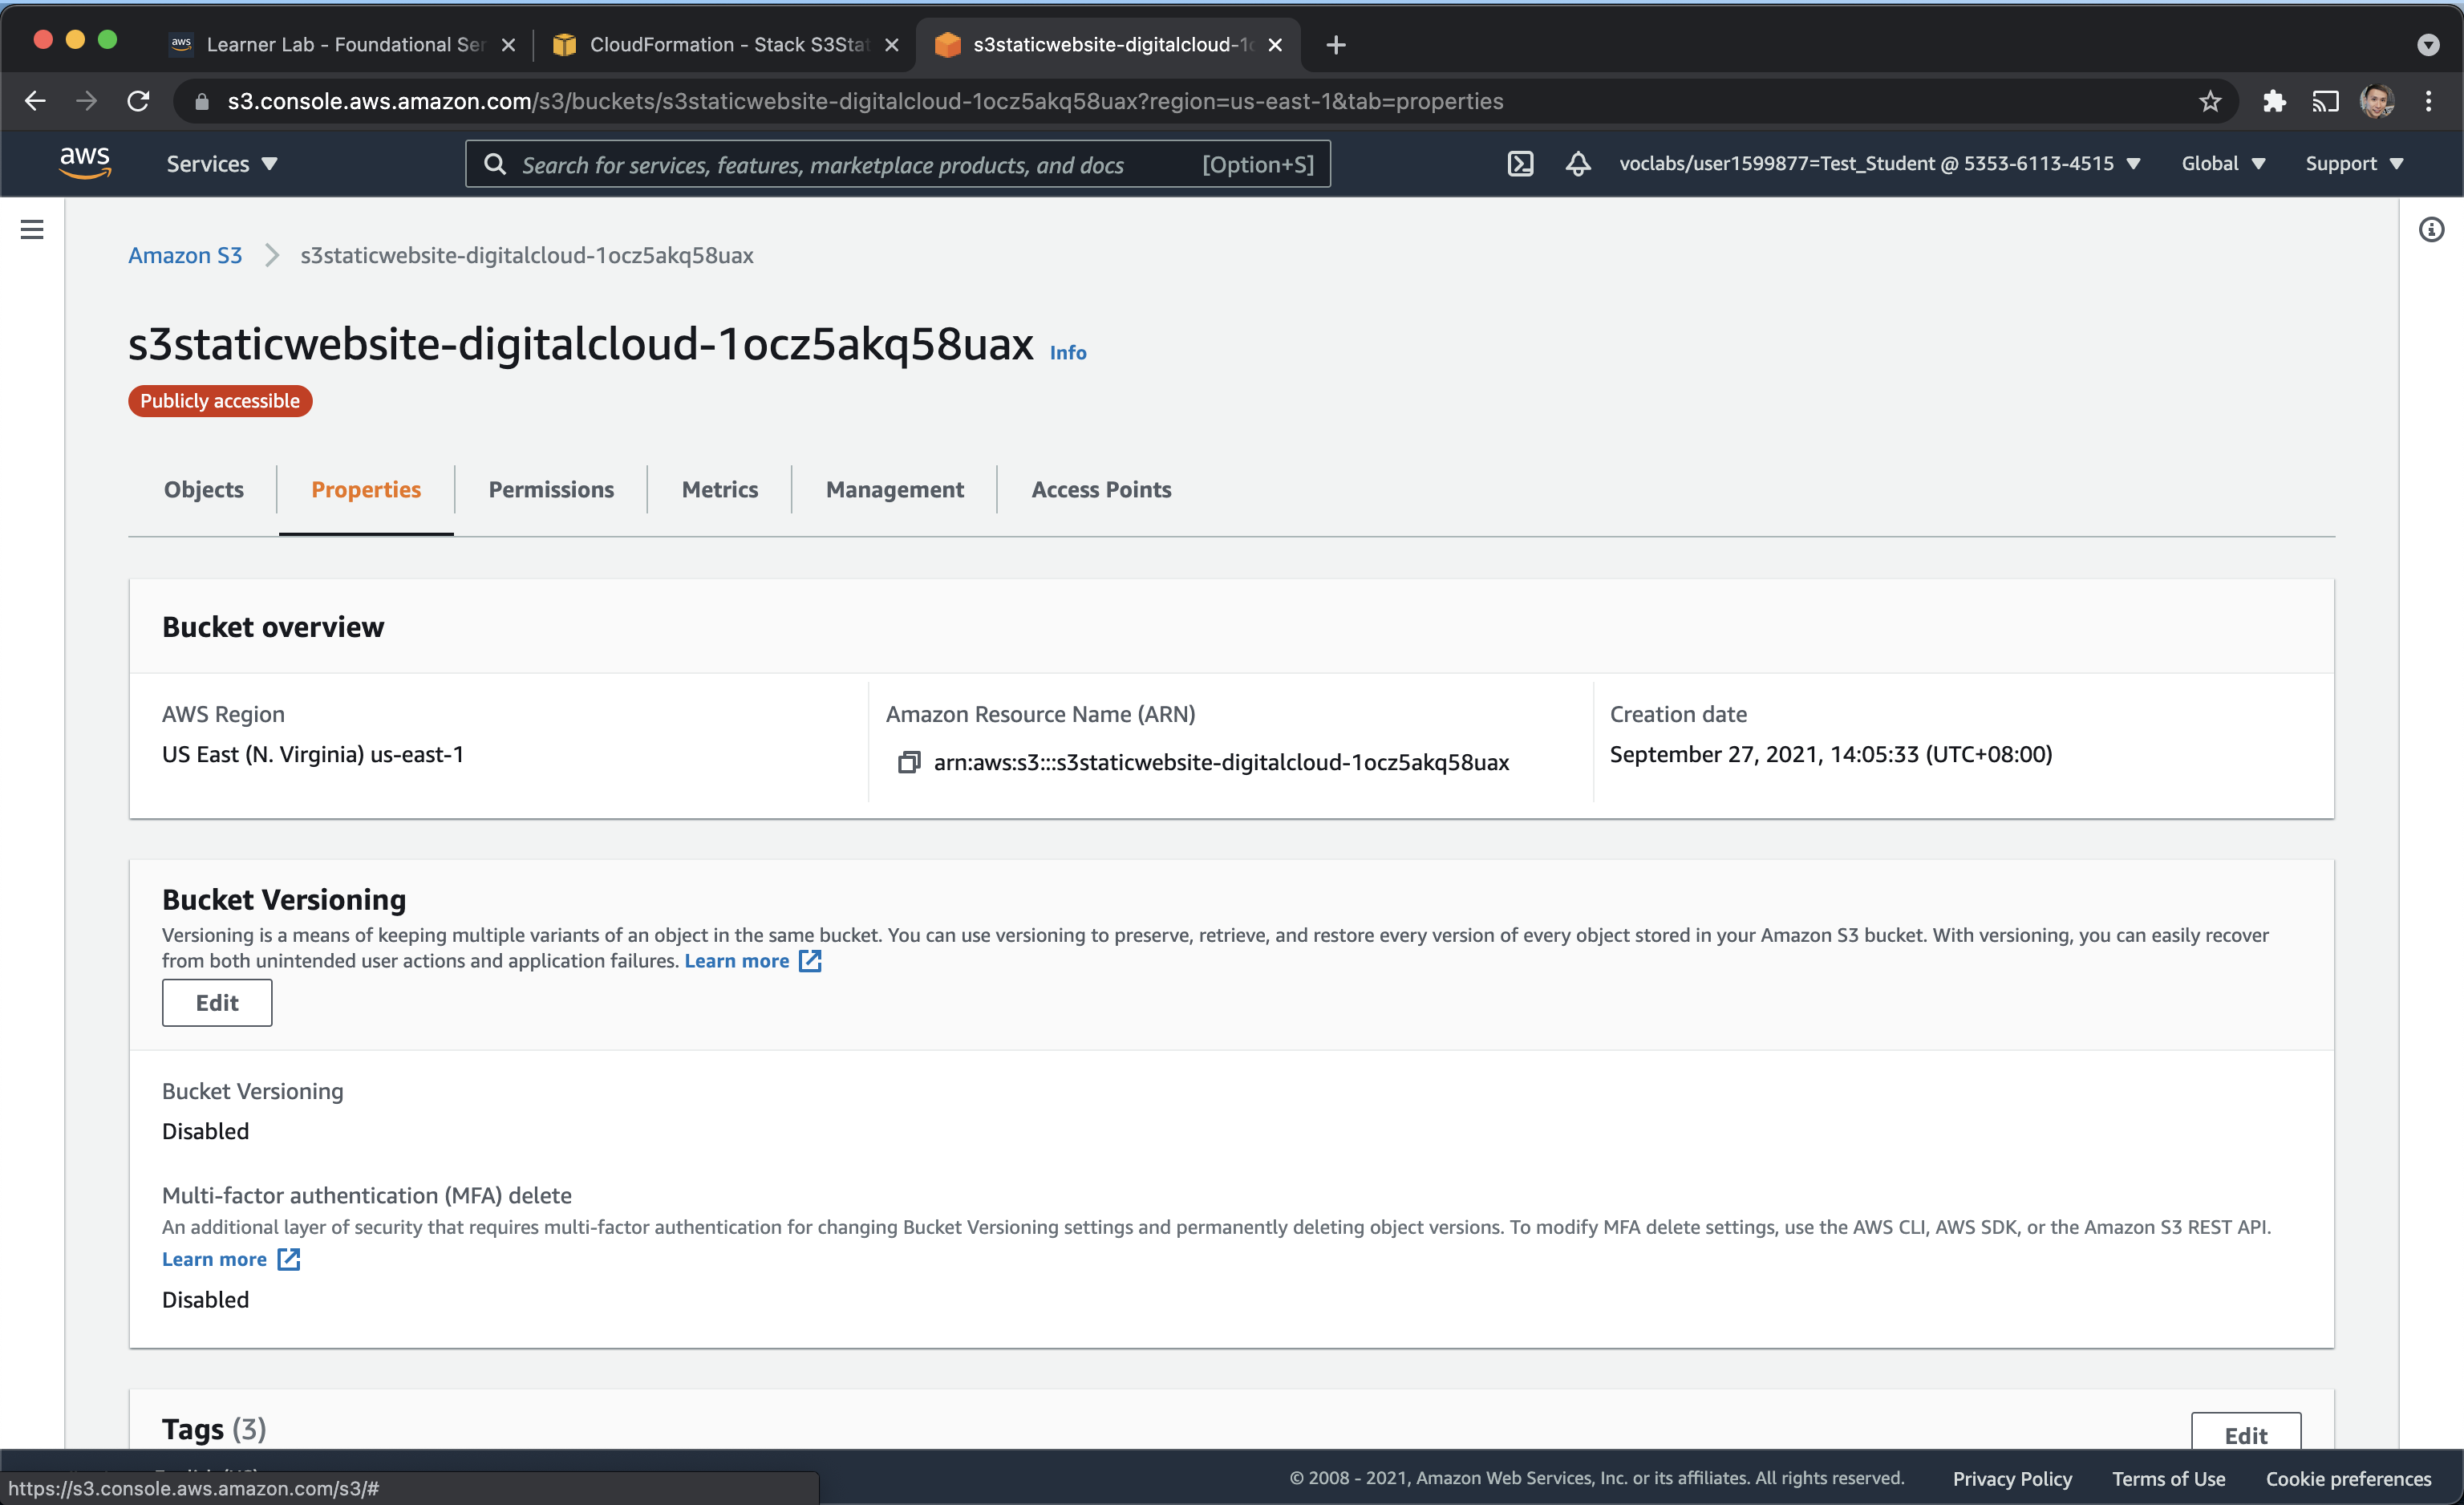 aws Learner Lab - Foundational Ser
CloudFormation - Stack S3Stat
s3staticwebsite-digitalcloud-1o
s3.console.aws.amazon.com/s3/buckets/s3staticwebsite-digitalcloud-1ocz5akq58uax?region=us-east-1&tab=properties
aws
Services
Search for services, features, marketplace products, and docs [Option+S]
voclabs/user1599877=Test_Student @ 5353-6113-4515
Global
Support
Amazon S3 > s3staticwebsite-digitalcloud-1ocz5akq58uax
s3staticwebsite-digitalcloud-1ocz5akq58uax Info
Publicly accessible
Objects Properties Permissions Metrics Management Access Points
Bucket overview
AWS Region
US East (N. Virginia) us-east-1
Amazon Resource Name (ARN)
arn:aws:s3:::s3staticwebsite-digitalcloud-1ocz5akq58uax
Creation date
September 27, 2021, 14:05:33 (UTC+08:00)
Bucket Versioning
Versioning is a means of keeping multiple variants of an object in the same bucket. You can use versioning to preserve, retrieve, and restore every version of every object stored in your Amazon S3 bucket. With versioning, you can easily recover
from both unintended user actions and application failures. Learn more
Edit
Bucket Versioning
Disabled
Multi-factor authentication (MFA) delete
An additional layer of security that requires multi-factor authentication for changing Bucket Versioning settings and permanently deleting object versions. To modify MFA delete settings, use the AWS CLI, AWS SDK, or the Amazon S3 REST API.
Learn more
Disabled
Tags (3)
Edit
https://s3.console.aws.amazon.com/s3/#
© 2008 - 2021, Amazon Web Services, Inc. or its affiliates. All rights reserved.
Privacy Policy
Terms of Use
Cookie preferences